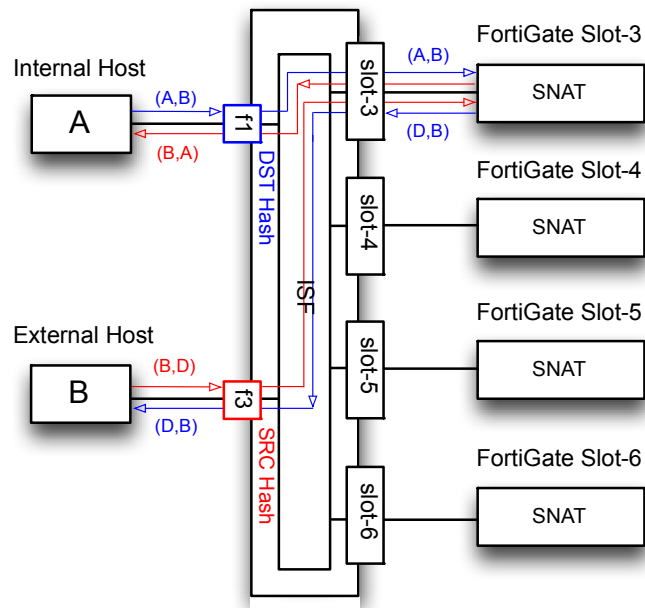 FortiGate Slot-3
(A,B)
slot-3
SNAT
Internal Host
(A,B)
A
f1
(B,A)
(D,B)
DST Hash
FortiGate Slot-4
slot-4
SNAT
ISF
FortiGate Slot-5
External Host
slot-5
SNAT
(B,D)
B
f3
(D,B)
SRC Hash
FortiGate Slot-6
slot-6
SNAT